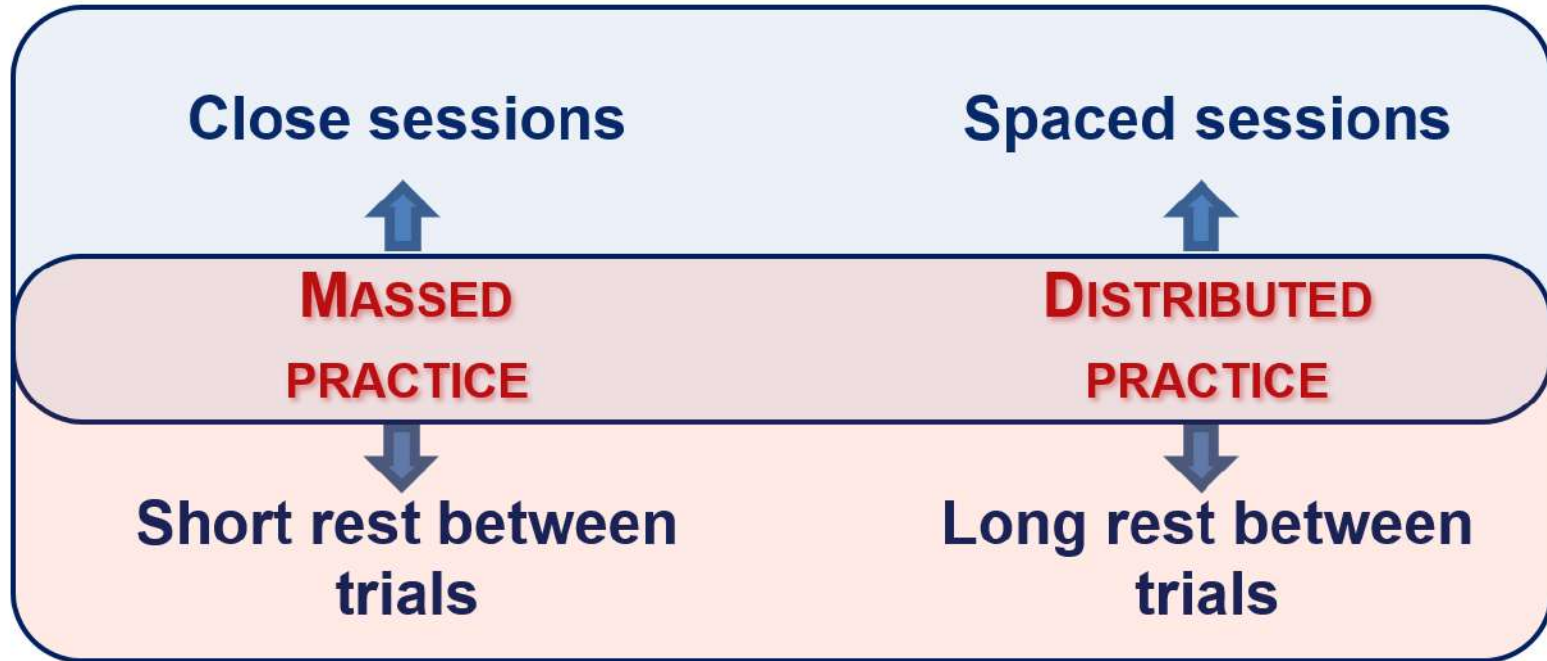 Close sessions
Spaced sessions
MASSED
PRACTICE
DISTRIBUTED
PRACTICE
Short rest between
trials
Long rest between
trials